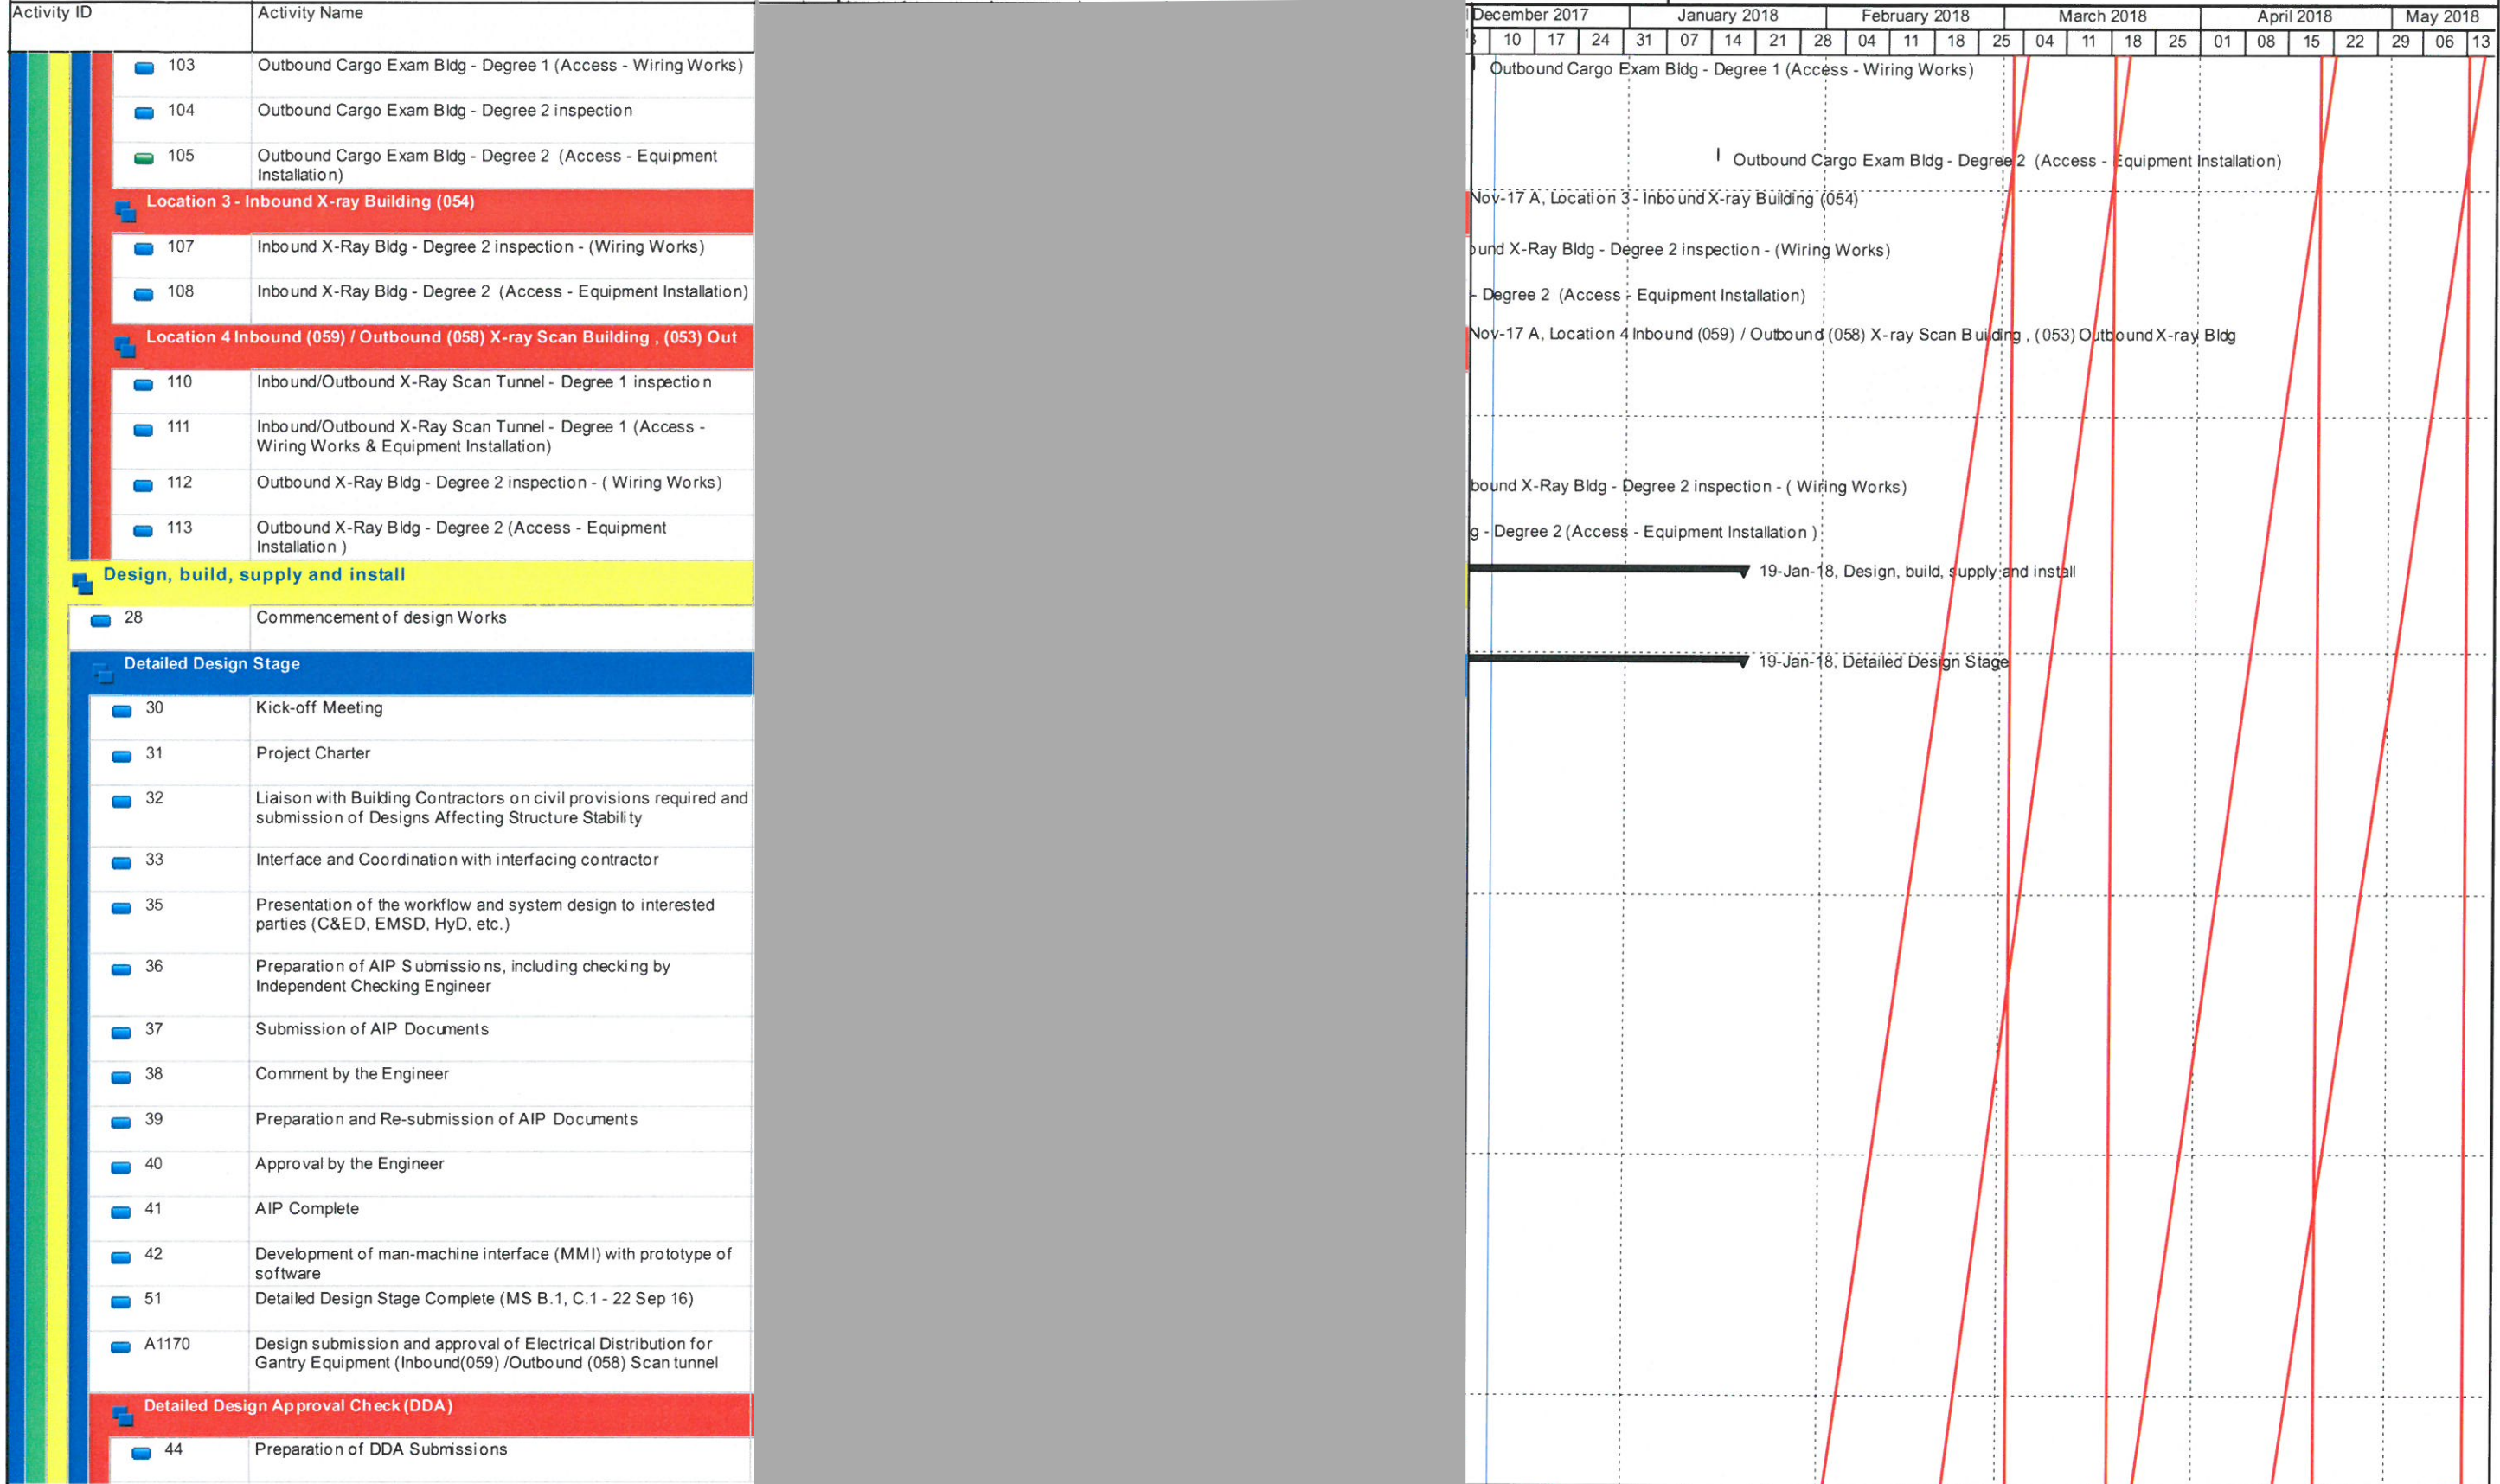 Activity ID
Activity Name
December 2017
January 2018
February 2018
March 2018
April 2018
May 2018
10 17 24 31 07 14 21 28 04 11 18 25 04 11 18 25 01 08 15 22 29 06 13
103 Outbound Cargo Exam Bldg - Degree 1 (Access - Wiring Works)
Outbound Cargo Exam Bldg - Degree 1 (Access - Wiring Works)
104 Outbound Cargo Exam Bldg - Degree 2 inspection
105 Outbound Cargo Exam Bldg - Degree 2 (Access - Equipment
Installation)
Outbound Cargo Exam Bldg - Degree 2 (Access - Equipment Installation)
Location 3 - Inbound X-ray Building (054)
Nov-17 A, Location 3 - Inbound X-ray Building (054)
107 Inbound X-Ray Bldg - Degree 2 inspection - (Wiring Works)
ound X-Ray Bldg - Degree 2 inspection - (Wiring Works)
108 Inbound X-Ray Bldg - Degree 2 (Access - Equipment Installation)
- Degree 2 (Access - Equipment Installation)
Location 4 Inbound (059) / Outbound (058) X-ray Scan Building , (053) Out
Nov-17 A, Location 4 Inbound (059) / Outbound (058) X-ray Scan Building , (053) Outbound X-ray Bldg
110 Inbound/Outbound X-Ray Scan Tunnel - Degree 1 inspection
111 Inbound/Outbound X-Ray Scan Tunnel - Degree 1 (Access -
Wiring Works & Equipment Installation)
112 Outbound X-Ray Bldg - Degree 2 inspection - ( Wiring Works)
bound X-Ray Bldg - Degree 2 inspection - ( Wiring Works)
113 Outbound X-Ray Bldg - Degree 2 (Access - Equipment
Installation )
g - Degree 2 (Access - Equipment Installation )
Design, build, supply and install
19-Jan-18, Design, build, supply and install
28 Commencement of design Works
Detailed Design Stage
19-Jan-18, Detailed Design Stage
30 Kick-off Meeting
31 Project Charter
32 Liaison with Building Contractors on civil provisions required and
submission of Designs Affecting Structure Stability
33 Interface and Coordination with interfacing contractor
35 Presentation of the workflow and system design to interested
parties (C&ED, EMSD, HyD, etc.)
36 Preparation of AIP Submissions, including checking by
Independent Checking Engineer
37 Submission of AIP Documents
38 Comment by the Engineer
39 Preparation and Re-submission of AIP Documents
40 Approval by the Engineer
41 AIP Complete
42 Development of man-machine interface (MMI) with prototype of
software
51 Detailed Design Stage Complete (MS B.1, C.1 - 22 Sep 16)
A1170 Design submission and approval of Electrical Distribution for
Gantry Equipment (Inbound(059) /Outbound (058) Scan tunnel
Detailed Design Approval Check (DDA)
44 Preparation of DDA Submissions